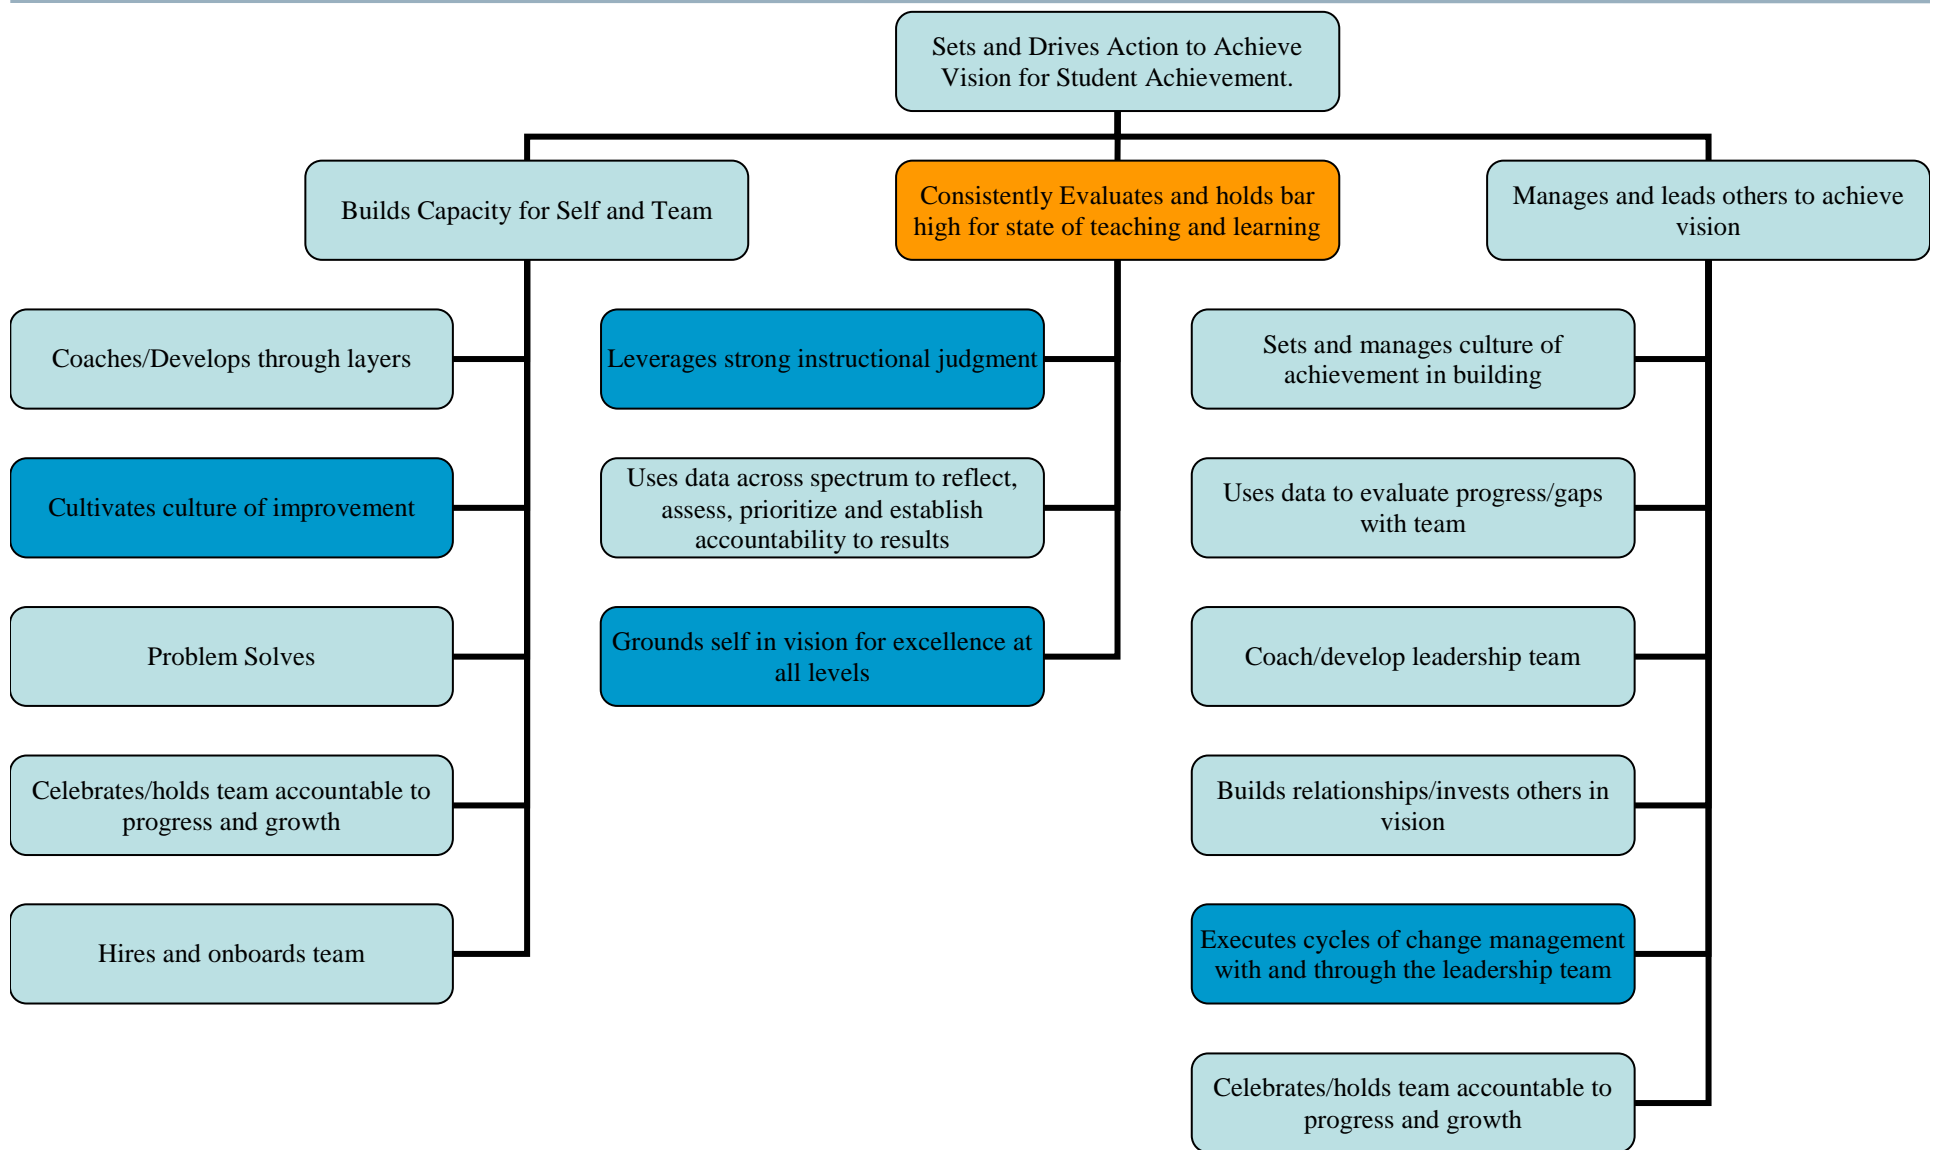 Sets and Drives Action to Achieve
Vision for Student Achievement.
Builds Capacity for Self and Team
Consistently Evaluates and holds bar
high for state of teaching and learning
Manages and leads others to achieve
vision
Coaches/Develops through layers
Cultivates culture of improvement
Problem Solves
Celebrates/holds team accountable to
progress and growth
Hires and onboards team
Leverages strong instructional judgment
Uses data across spectrum to reflect,
assess, prioritize and establish
accountability to results
Grounds self in vision for excellence at
all levels
Sets and manages culture of
achievement in building
Uses data to evaluate progress/gaps
with team
Coach/develop leadership team
Builds relationships/invests others in
vision
Executes cycles of change management
with and through the leadership team
Celebrates/holds team accountable to
progress and growth